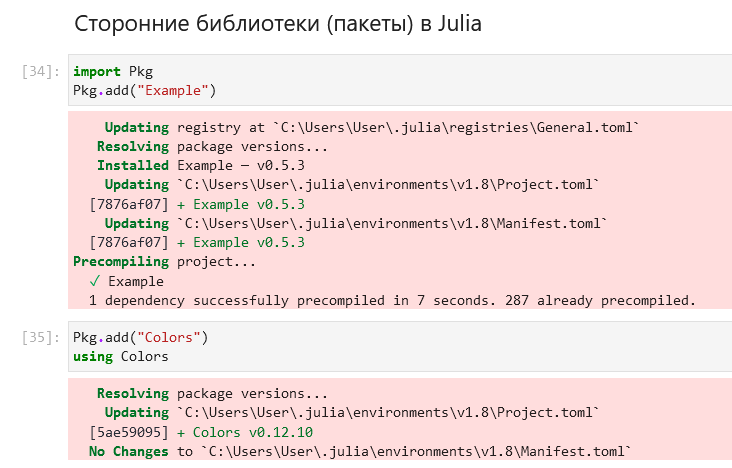 Сторонние библиотеки (пакеты) в Julia
[34]: import Pkg
Pkg.add("Example")
Updating registry at `C:\Users\User\.julia\registries\General.toml`
Resolving package versions...
Installed Example — v0.5.3
Updating `C:\Users\User\.julia\environments\v1.8\Project.toml`
[7876af07] + Example v0.5.3
Updating `C:\Users\User\.julia\environments\v1.8\Manifest.toml`
[7876af07] + Example v0.5.3
Precompiling project...
✓ Example
1 dependency successfully precompiled in 7 seconds. 287 already precompiled.
[35]: Pkg.add("Colors")
using Colors
Resolving package versions...
Updating `C:\Users\User\.julia\environments\v1.8\Project.toml`
[5ae59095] + Colors v0.12.10
No Changes to `C:\Users\User\.julia\environments\v1.8\Manifest.toml`